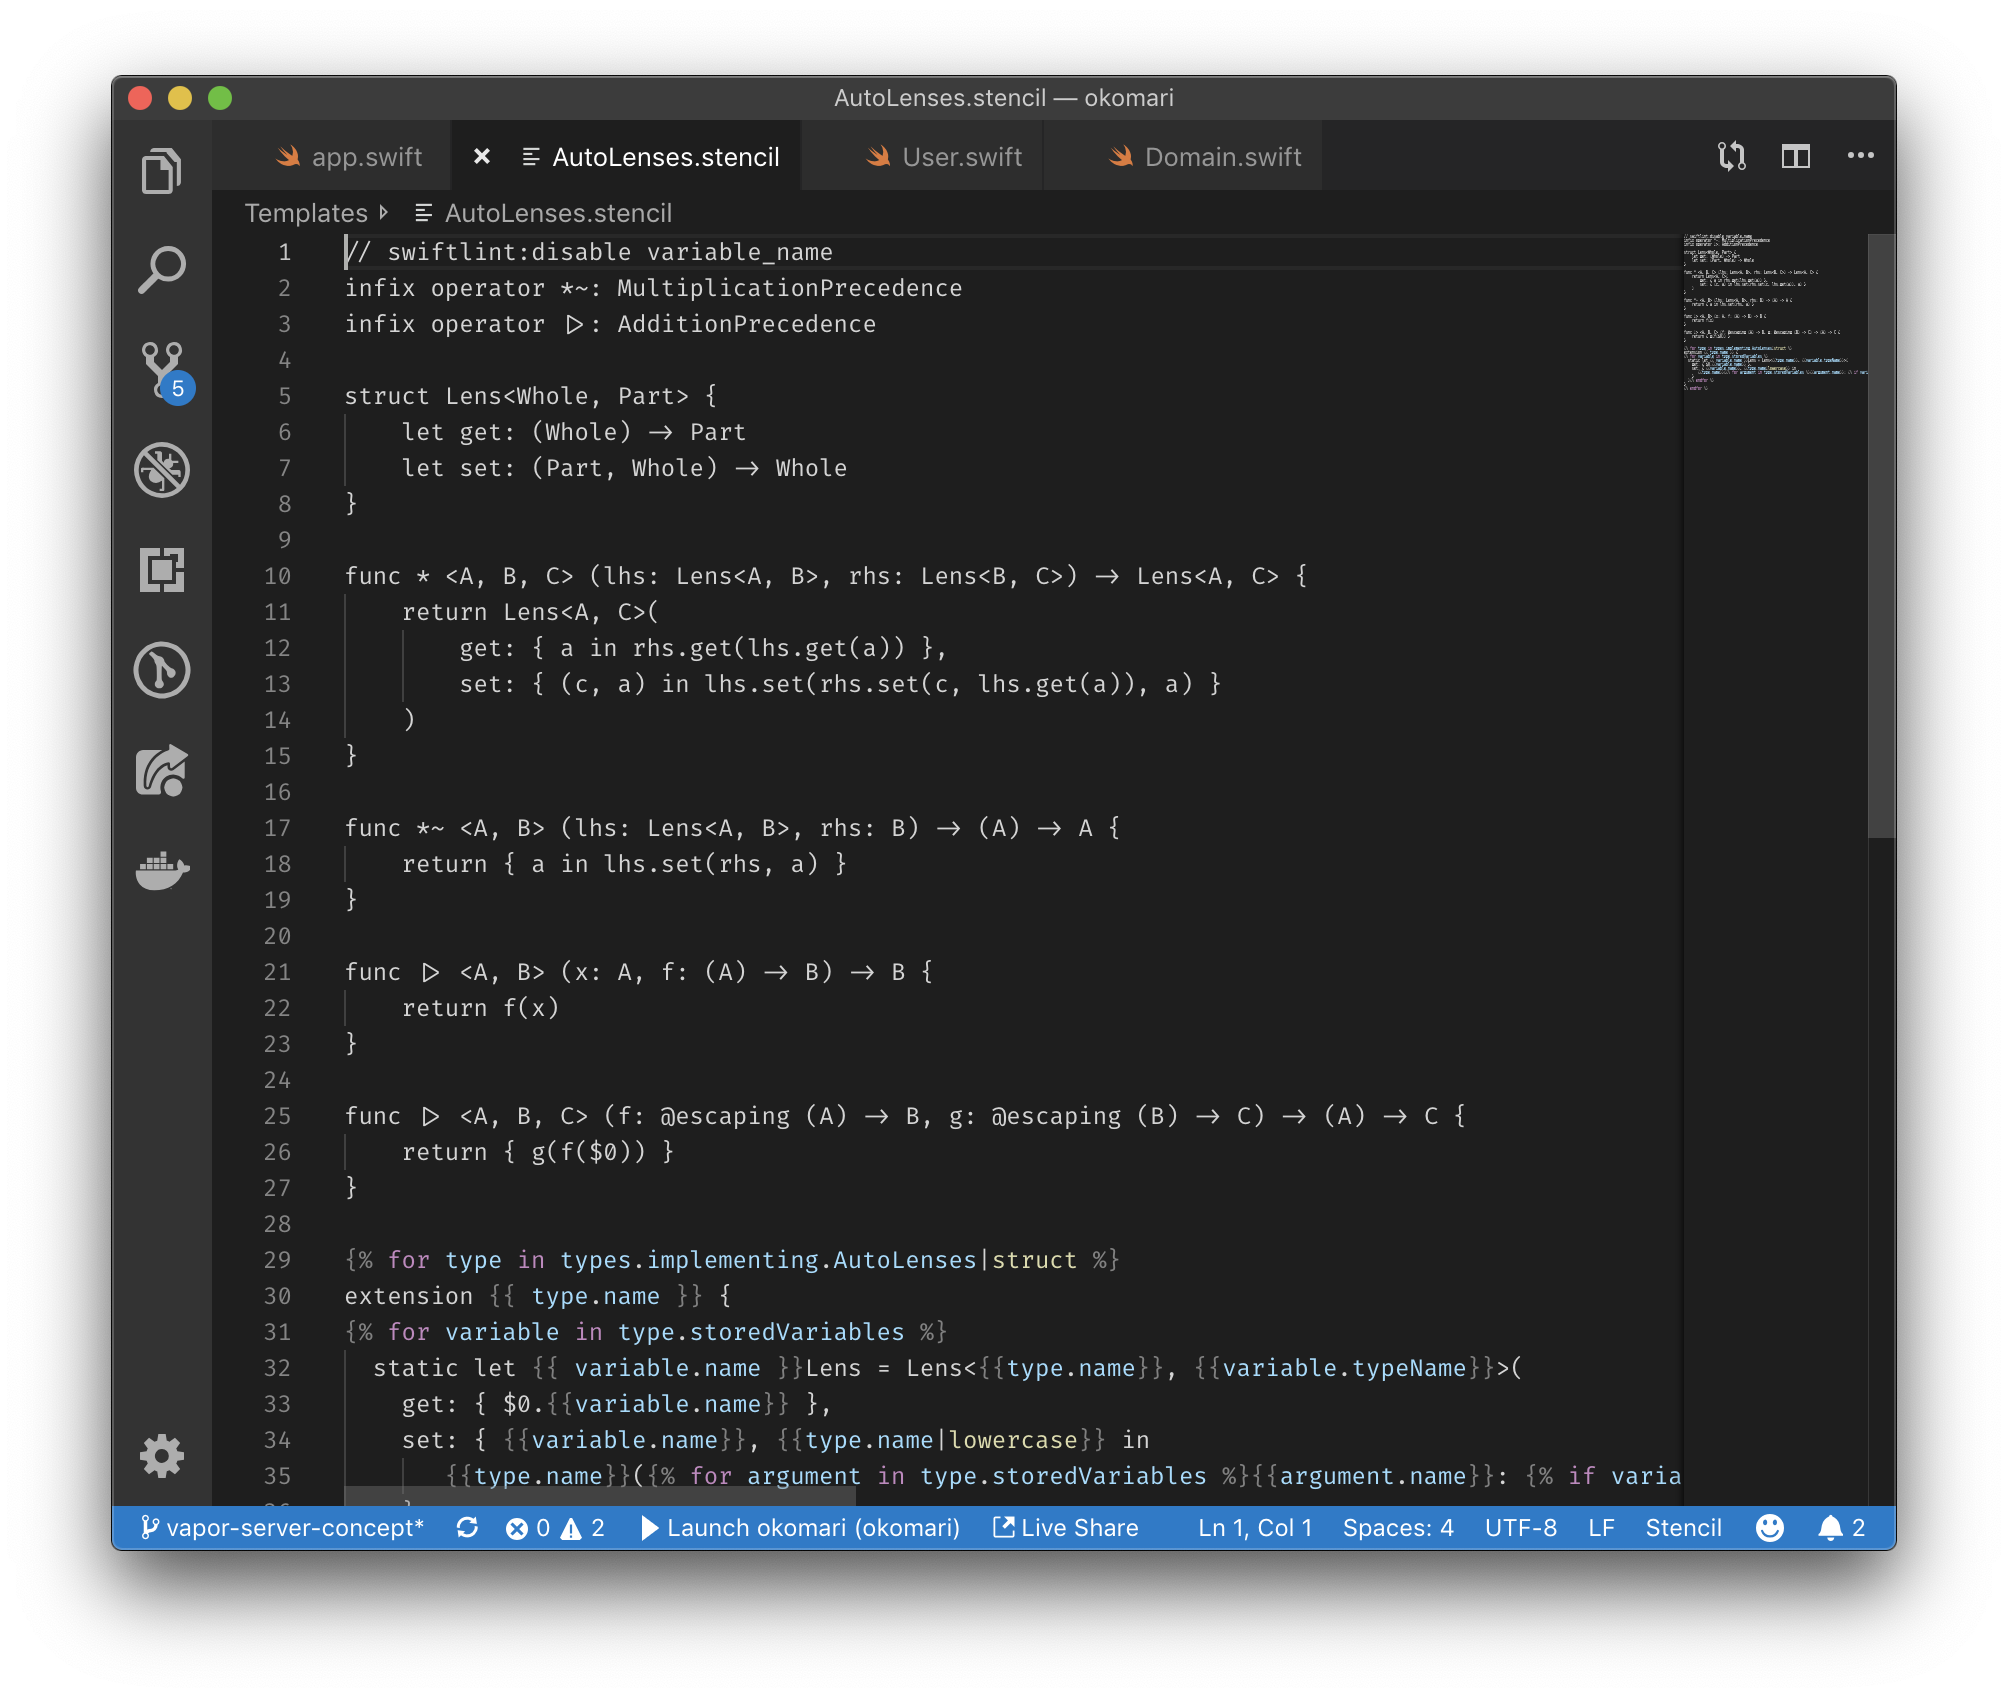 AutoLenses.stencil — okomari
app.swift AutoLenses.stencil User.swift Domain.swift
Templates AutoLenses.stencil
1 // swiftlint:disable variable_name
2 infix operator *~: MultiplicationPrecedence
3 infix operator |>: AdditionPrecedence
4
5 struct Lens<Whole, Part> {
6     let get: (Whole) -> Part
7     let set: (Part, Whole) -> Whole
8 }
9
10 func * <A, B, C> (lhs: Lens<A, B>, rhs: Lens<B, C>) -> Lens<A, C> {
11     return Lens<A, C>(
12         get: { a in rhs.get(lhs.get(a)) },
13         set: { (c, a) in lhs.set(rhs.set(c, lhs.get(a)), a) }
14     )
15 }
16
17 func *~ <A, B> (lhs: Lens<A, B>, rhs: B) -> (A) -> A {
18     return { a in lhs.set(rhs, a) }
19 }
20
21 func |> <A, B> (x: A, f: (A) -> B) -> B {
22     return f(x)
23 }
24
25 func |> <A, B, C> (f: @escaping (A) -> B, g: @escaping (B) -> C) -> (A) -> C {
26     return { g(f($0)) }
27 }
28
29 {% for type in types.implementing.AutoLenses|struct %}
30 extension {{ type.name }} {
31 {% for variable in type.storedVariables %}
32   static let {{ variable.name }}Lens = Lens<{{type.name}}, {{variable.typeName}}>(
33     get: { $0.{{variable.name}} },
34     set: { {{variable.name}}, {{type.name|lowercase}} in
35        {{type.name}}({% for argument in type.storedVariables %}{{argument.name}}: {% if varia
5
vapor-server-concept* 0 2 Launch okomari (okomari) Live Share Ln 1, Col 1 Spaces: 4 UTF-8 LF Stencil 2